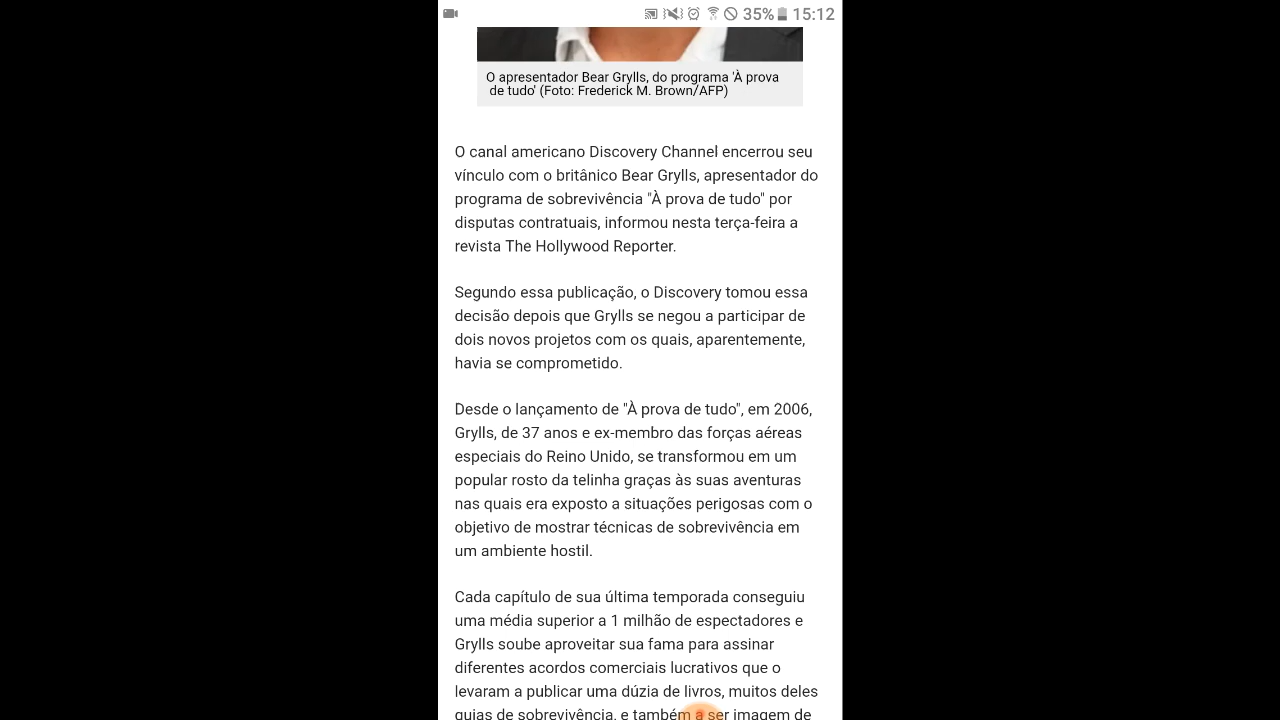 35% 15:12
O apresentador Bear Grylls, do programa 'À prova
de tudo' (Foto: Frederick M. Brown/AFP)
O canal americano Discovery Channel encerrou seu
vínculo com o britânico Bear Grylls, apresentador do
programa de sobrevivência "À prova de tudo" por
disputas contratuais, informou nesta terça-feira a
revista The Hollywood Reporter.
Segundo essa publicação, o Discovery tomou essa
decisão depois que Grylls se negou a participar de
dois novos projetos com os quais, aparentemente,
havia se comprometido.
Desde o lançamento de "À prova de tudo", em 2006,
Grylls, de 37 anos e ex-membro das forças aéreas
especiais do Reino Unido, se transformou em um
popular rosto da telinha graças às suas aventuras
nas quais era exposto a situações perigosas com o
objetivo de mostrar técnicas de sobrevivência em
um ambiente hostil.
Cada capítulo de sua última temporada conseguiu
uma média superior a 1 milhão de espectadores e
Grylls soube aproveitar sua fama para assinar
diferentes acordos comerciais lucrativos que o
levaram a publicar uma dúzia de livros, muitos deles
guias de sobrevivência, e também a ser imagem de